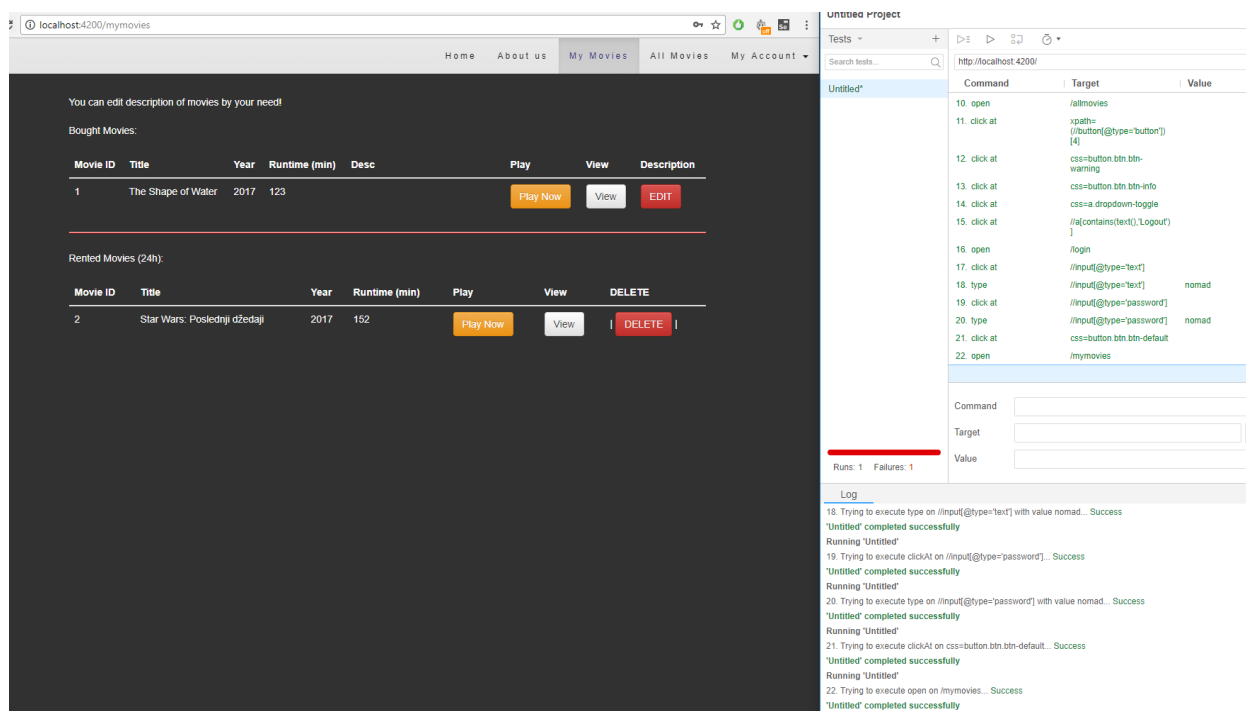 localhost:4200/mymovies
Home About us My Movies All Movies My Account
You can edit description of movies by your need!
Bought Movies:
Movie ID Title Year Runtime (min) Desc Play View Description
1 The Shape of Water 2017 123 Play Now View EDIT
Rented Movies (24h):
Movie ID Title Year Runtime (min) Play View DELETE
2 Star Wars: Poslednji džedaji 2017 152 Play Now View | DELETE |
Untitled Project
Tests +
Search tests...
http://localhost:4200/
Untitled*
Command Target Value
10. open /allmovies
11. click at xpath=
(//button[@type='button'])
[4]
12. click at css=button.btn.btn-
warning
13. click at css=button.btn.btn-info
14. click at css=a.dropdown-toggle
15. click at //a[contains(text(),'Logout')
]
16. open /login
17. click at //input[@type='text']
18. type //input[@type='text'] nomad
19. click at //input[@type='password']
20. type //input[@type='password'] nomad
21. click at css=button.btn.btn-default
22. open /mymovies
Command
Target
Value
Runs: 1 Failures: 1
Log
18. Trying to execute type on //input[@type='text'] with value nomad... Success
'Untitled' completed successfully
Running 'Untitled'
19. Trying to execute clickAt on //input[@type='password']... Success
'Untitled' completed successfully
Running 'Untitled'
20. Trying to execute type on //input[@type='password'] with value nomad... Success
'Untitled' completed successfully
Running 'Untitled'
21. Trying to execute clickAt on css=button.btn.btn-default... Success
'Untitled' completed successfully
Running 'Untitled'
22. Trying to execute open on /mymovies... Success
'Untitled' completed successfully